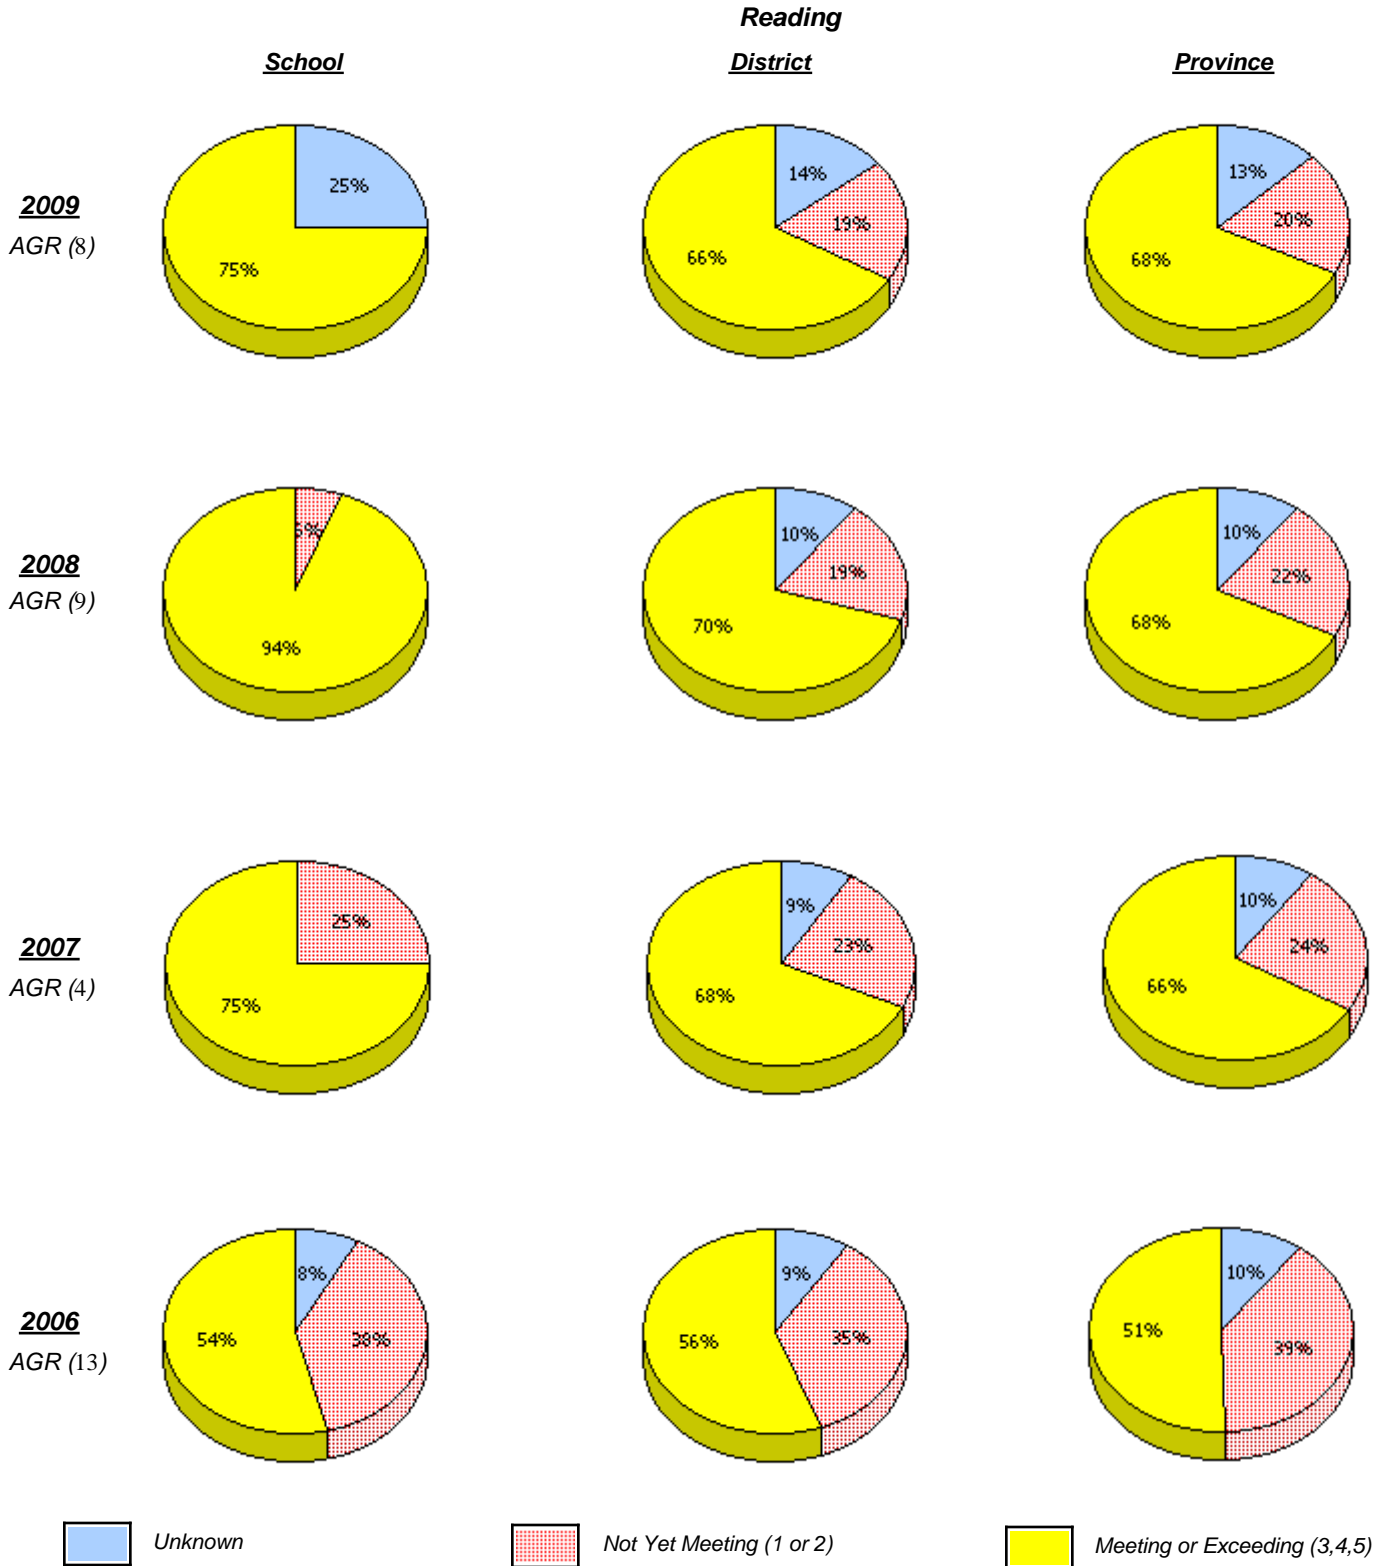 Reading
School District Province
25% 14% 13%
2009 19% 20%
AGR (8)
75% 66% 68%
10% 10%
2008 19% 22%
AGR (9)
94% 70% 68%
25% 9% 10%
2007 23% 24%
AGR (4)
75% 68% 66%
8% 9% 10%
2006 54% 38% 56% 35% 51% 39%
AGR (13)
Unknown Not Yet Meeting (1 or 2) Meeting or Exceeding (3,4,5)